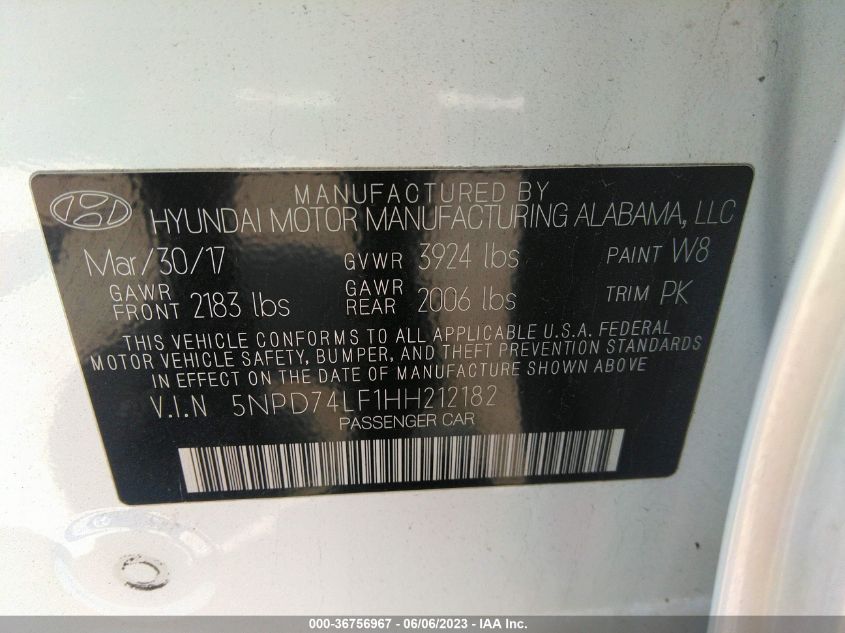 MANUFACTURED BY
HYUNDAI MOTOR MANUFACTURING ALABAMA, LLC
Mar/30/17 GVWR 3924 lbs PAINT W8
GAWR FRONT 2183 lbs GAWR REAR 2006 lbs TRIM PK
THIS VEHICLE CONFORMS TO ALL APPLICABLE U.S.A. FEDERAL
MOTOR VEHICLE SAFETY, BUMPER, AND THEFT PREVENTION STANDARDS
IN EFFECT ON THE DATE OF MANUFACTURE SHOWN ABOVE
V.I.N 5NPD74LF1HH212182
PASSENGER CAR
000-36756967 - 06/06/2023 - IAA Inc.